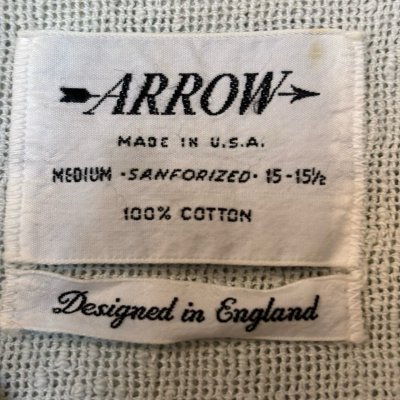 ARROW
MADE IN U.S.A.
MEDIUM · SANFORIZED · 15 - 15½
100% COTTON
Designed in England